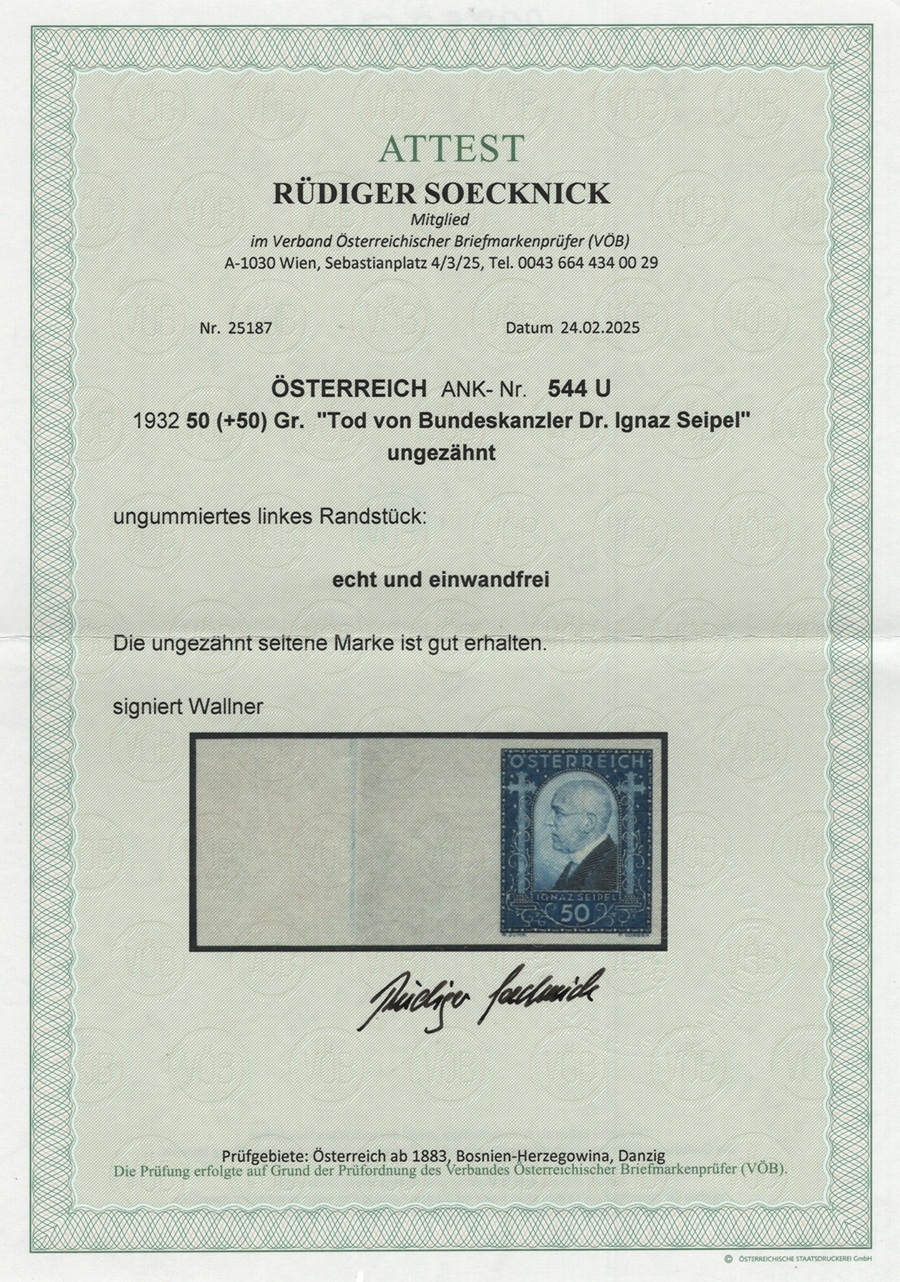 ATTEST
RÜDIGER SOECKNICK
Mitglied
im Verband Österreichischer Briefmarkenprüfer (VÖB)
A-1030 Wien, Sebastianplatz 4/3/25, Tel. 0043 664 434 00 29
Nr. 25187 Datum 24.02.2025
ÖSTERREICH ANK- Nr. 544 U
1932 50 (+50) Gr. "Tod von Bundeskanzler Dr. Ignaz Seipel"
ungezähnt
ungummiertes linkes Randstück:
echt und einwandfrei
Die ungezähnt seltene Marke ist gut erhalten.
signiert Wallner
ÖSTERREICH
IGNAZ SEIPEL
50
Rüdiger Soecknick
Prüfgebiete: Österreich ab 1883, Bosnien-Herzegowina, Danzig
Die Prüfung erfolgte auf Grund der Prüfordnung des Verbandes Österreichischer Briefmarkenprüfer (VÖB).
© ÖSTERREICHISCHE STAATSDRUCKEREI GmbH